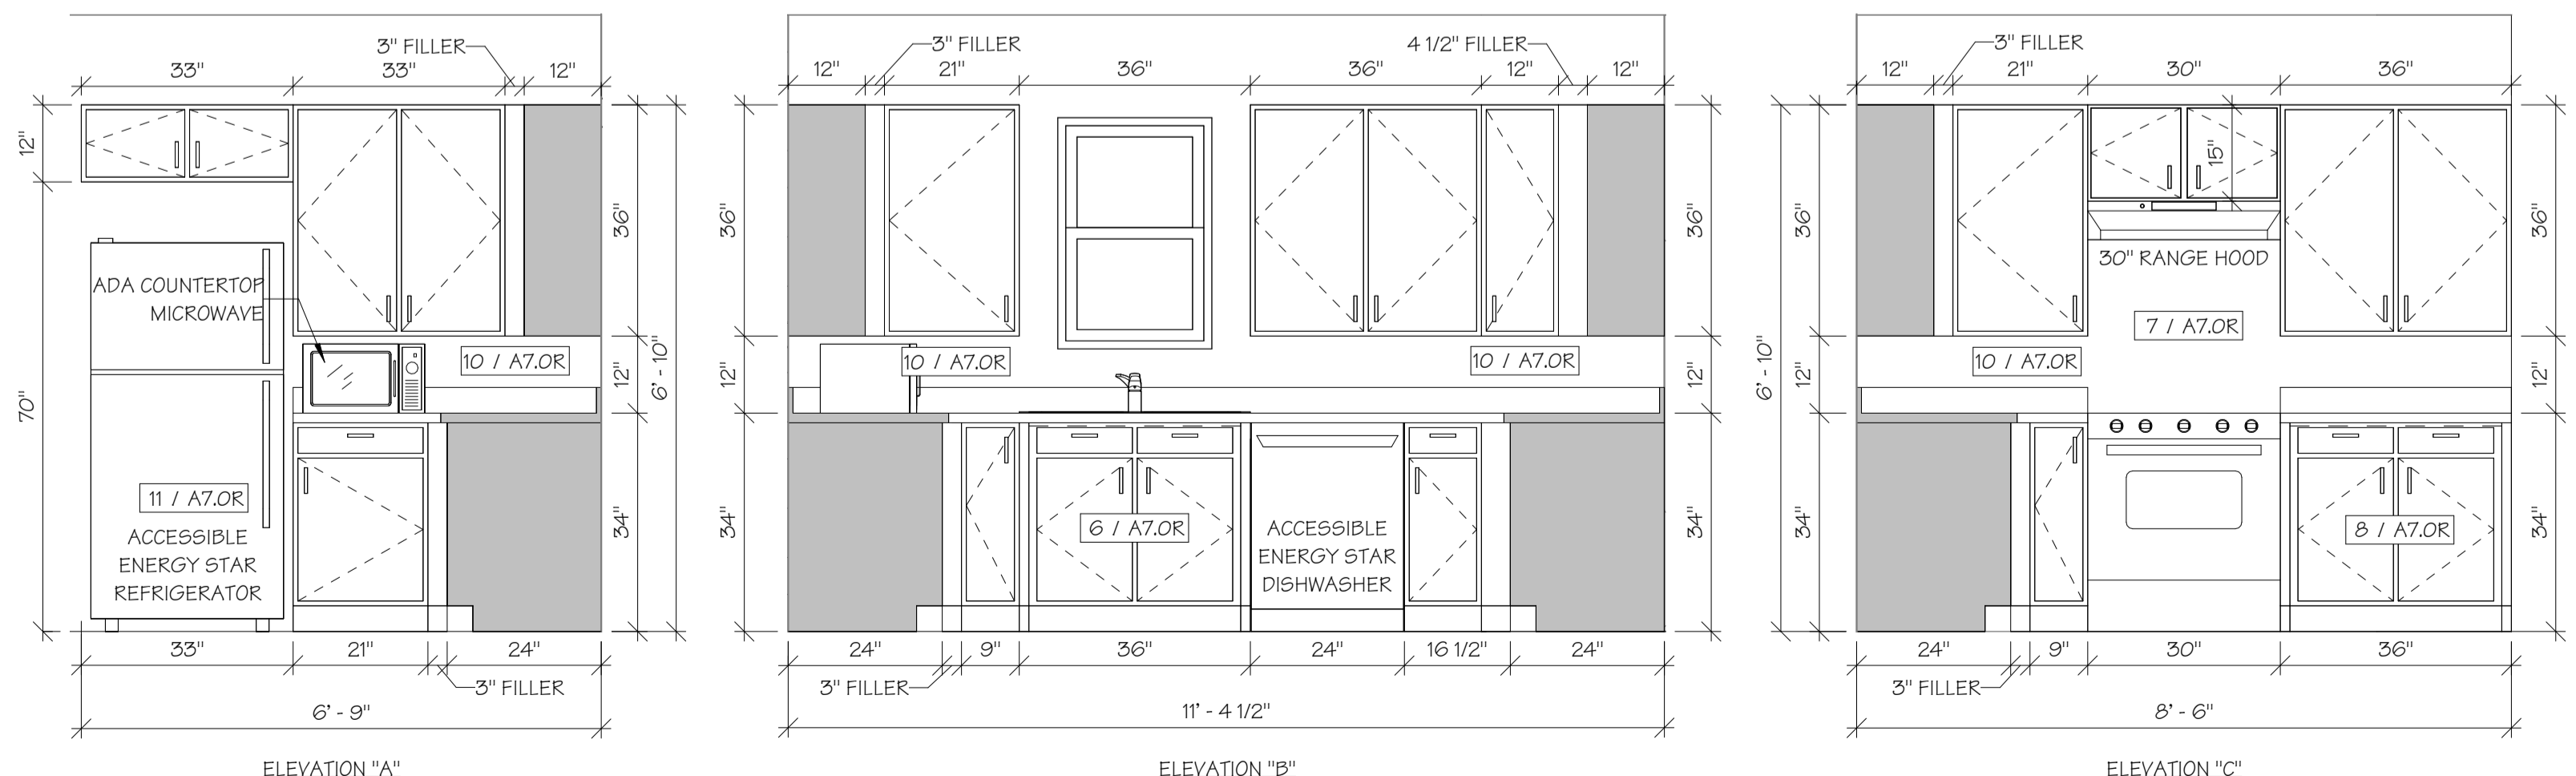 3" FILLER
33"
33"
12"
12"
70"
36"
12"
34"
6' - 10"
ADA COUNTERTOP
MICROWAVE
10 / A7.0R
11 / A7.0R
ACCESSIBLE
ENERGY STAR
REFRIGERATOR
33"
21"
24"
3" FILLER
6' - 9"
ELEVATION "A"
3" FILLER
4 1/2" FILLER
12"
21"
36"
36"
12"
12"
36"
12"
34"
36"
12"
34"
10 / A7.0R
10 / A7.0R
6 / A7.0R
ACCESSIBLE
ENERGY STAR
DISHWASHER
24"
9"
36"
24"
16 1/2"
24"
3" FILLER
11' - 4 1/2"
ELEVATION "B"
3" FILLER
12"
21"
30"
36"
15"
6' - 10"
36"
12"
34"
36"
12"
34"
30" RANGE HOOD
7 / A7.0R
10 / A7.0R
8 / A7.0R
24"
9"
30"
36"
3" FILLER
8' - 6"
ELEVATION "C"